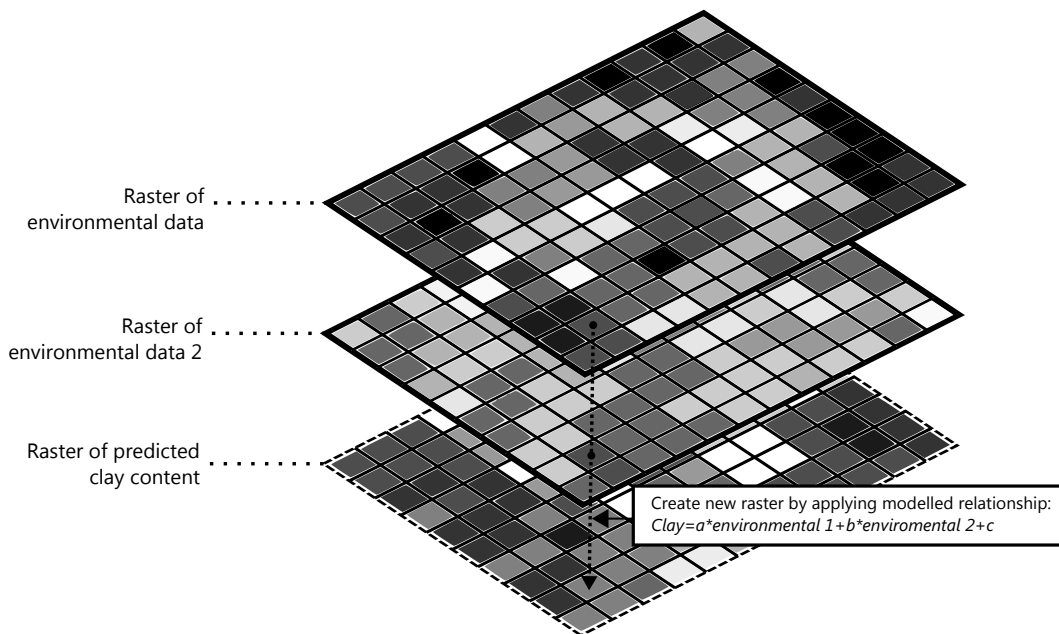 Raster of
environmental data
Raster of
environmental data 2
Raster of predicted
clay content
Create new raster by applying modelled relationship:
Clay=a*environmental 1+b*enviromental 2+c